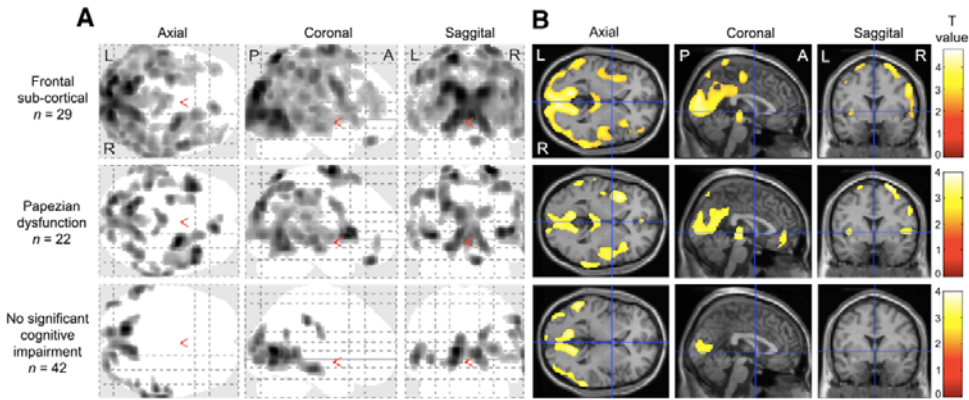 A
B
Axial
Coronal
Saggital
Axial
Coronal
Saggital
T
value
L
P
A
L
R
L
P
A
L
R
R
R
Frontal
sub-cortical
n = 29
4
3
2
1
0
Papezian
dysfunction
n = 22
4
3
2
1
0
No significant
cognitive
impairment
n = 42
4
3
2
1
0